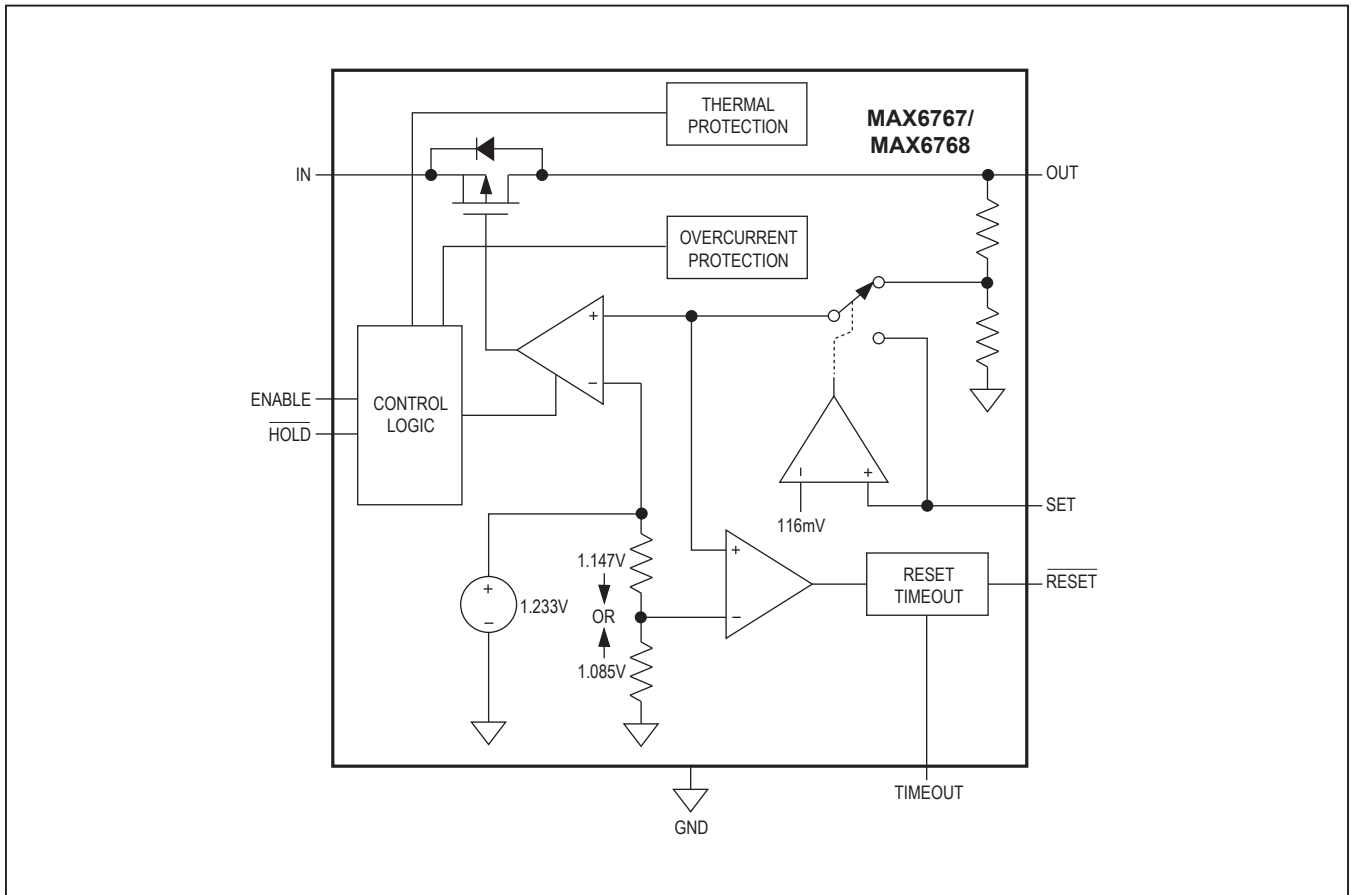 THERMAL
PROTECTION
MAX6767/
MAX6768
IN
OUT
OVERCURRENT
PROTECTION
+
−
ENABLE
HOLD
CONTROL
LOGIC
− +
116mV
SET
1.147V
OR
1.085V
+
−
1.233V
+
−
RESET
TIMEOUT
RESET
TIMEOUT
GND